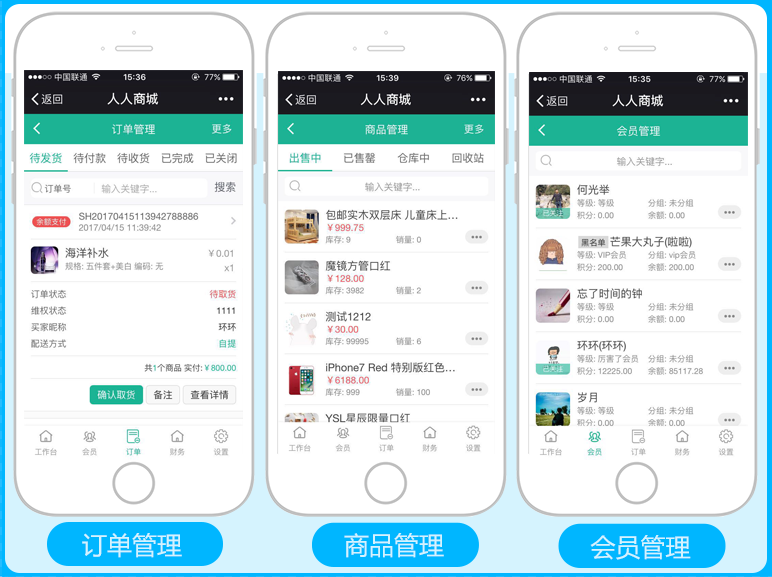 中国联通 15:36 77%
返回 人人商城
订单管理 更多
待发货 待付款 待收货 已完成 已关闭
订单号 输入关键字... 搜索
余额支付 SH20170415113942788886
2017/04/15 11:39:42
海洋补水 ￥0.01
规格: 五件套+美白 编码: 无 x1
订单状态 待取货
维权状态 1111
买家昵称 环环
配送方式 自提
共1个商品 实付: ￥800.00
确认取货 备注 查看详情
工作台 会员 订单 财务 设置
订单管理
中国联通 15:39 76%
返回 人人商城
商品管理 更多
出售中 已售罄 仓库中 回收站
输入关键字...
包邮实木双层床 儿童床上...
￥999.75
库存: 9 销量: 0
魔镜方管口红
￥128.00
库存: 3982 销量: 2
测试1212
￥30.00
库存: 99995 销量: 6
iPhone7 Red 特别版红色...
￥6188.00
库存: 999 销量: 100
YSL星辰限量口红
工作台 会员 订单 财务 设置
商品管理
中国联通 15:35 77%
返回 人人商城
会员管理
输入关键字...
何光举
已关注
等级: 等级 分组: 未分组
积分: 0.00 余额: 0.00
黑名单 芒果大丸子(啦啦)
等级: VIP会员 分组: vip会员
积分: 200.00 余额: 200.00
忘了时间的钟
等级: 等级 分组: 未分组
积分: 0.00 余额: 0.00
环环(环环)
已关注
等级: 厉害了会员 分组: 未分组
积分: 12225.00 余额: 85117.28
岁月
等级: 等级 分组: 未分组
积分: 0.00 余额: 0.00
工作台 会员 订单 财务 设置
会员管理